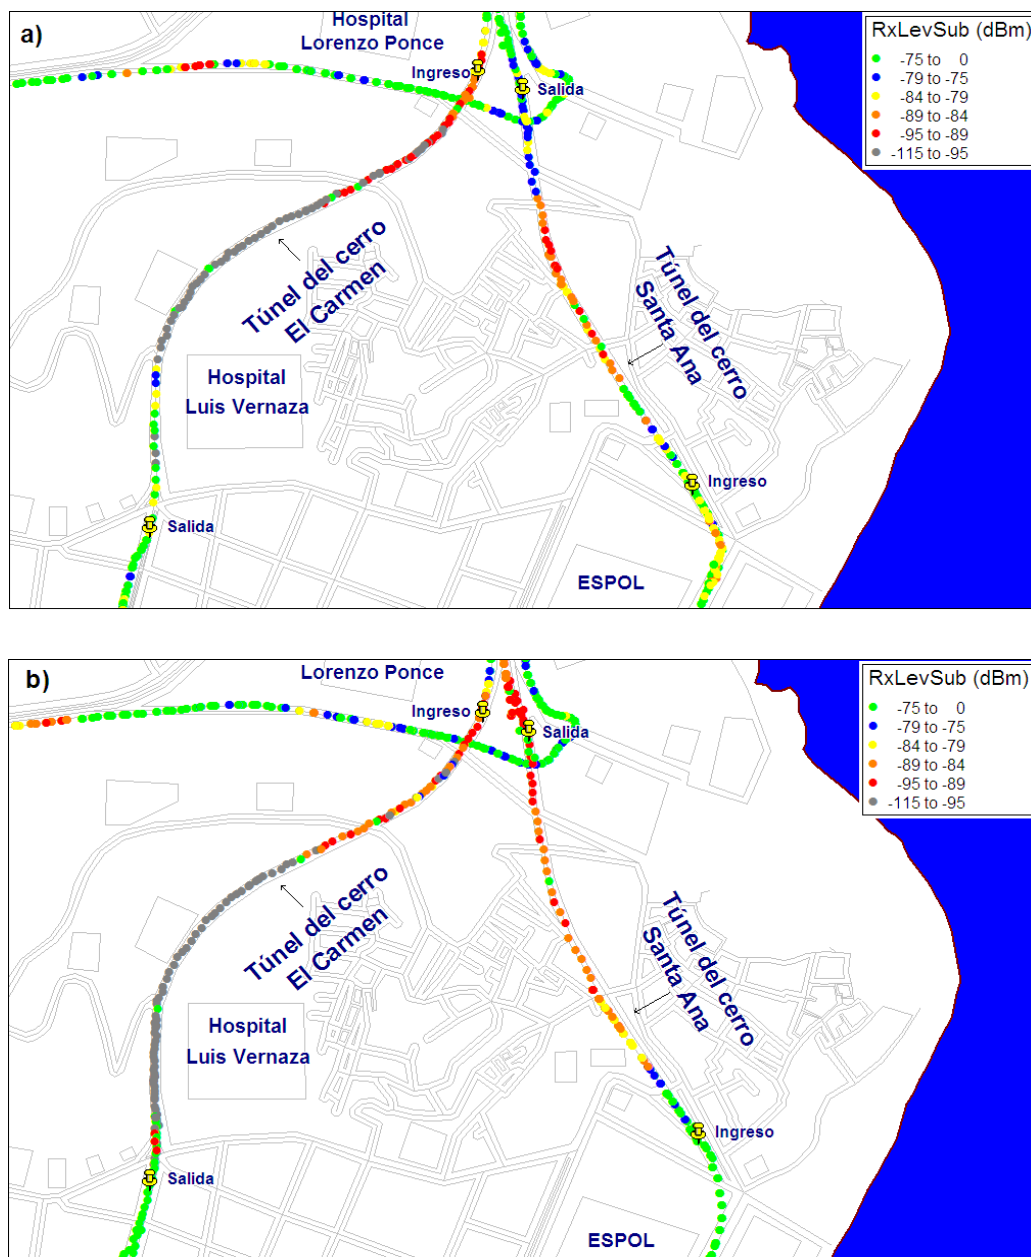 a)
Hospital
Lorenzo Ponce
Ingreso
Salida
RxLevSub (dBm)
-75 to 0
-79 to -75
-84 to -79
-89 to -84
-95 to -89
-115 to -95
Túnel del cerro
El Carmen
Túnel del cerro
Santa Ana
Hospital
Luis Vernaza
Ingreso
Salida
ESPOL
b)
Lorenzo Ponce
Ingreso
Salida
RxLevSub (dBm)
-75 to 0
-79 to -75
-84 to -79
-89 to -84
-95 to -89
-115 to -95
Túnel del cerro
El Carmen
Túnel del cerro
Santa Ana
Hospital
Luis Vernaza
Ingreso
Salida
ESPOL